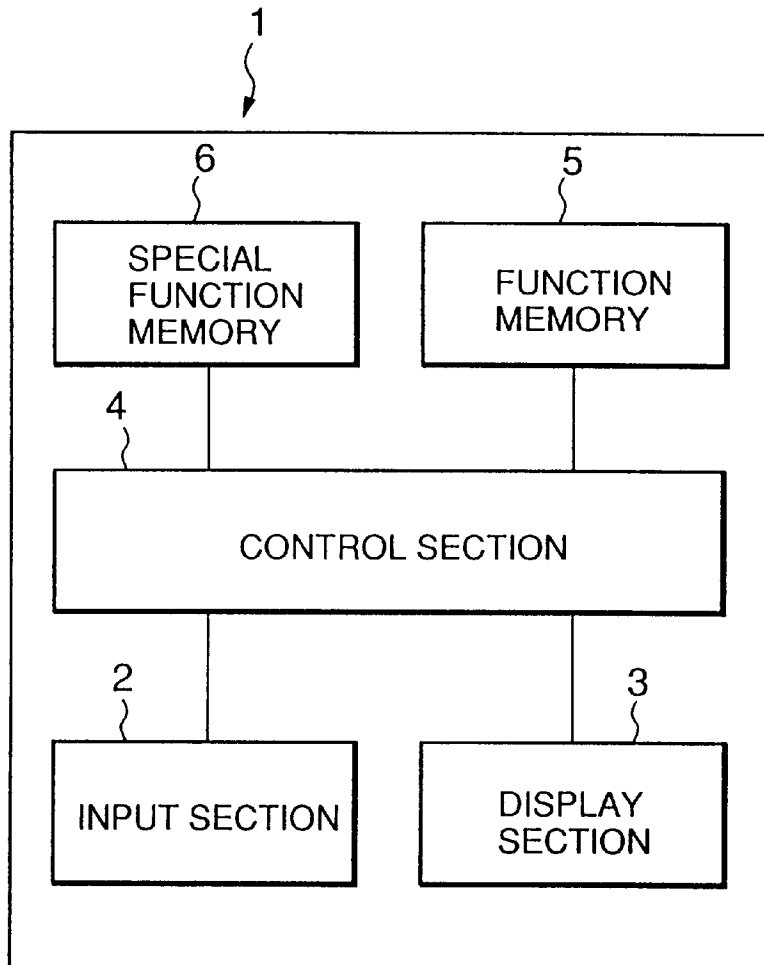 1
6
5
SPECIAL
FUNCTION
MEMORY
FUNCTION
MEMORY
4
CONTROL SECTION
2
3
INPUT SECTION
DISPLAY
SECTION